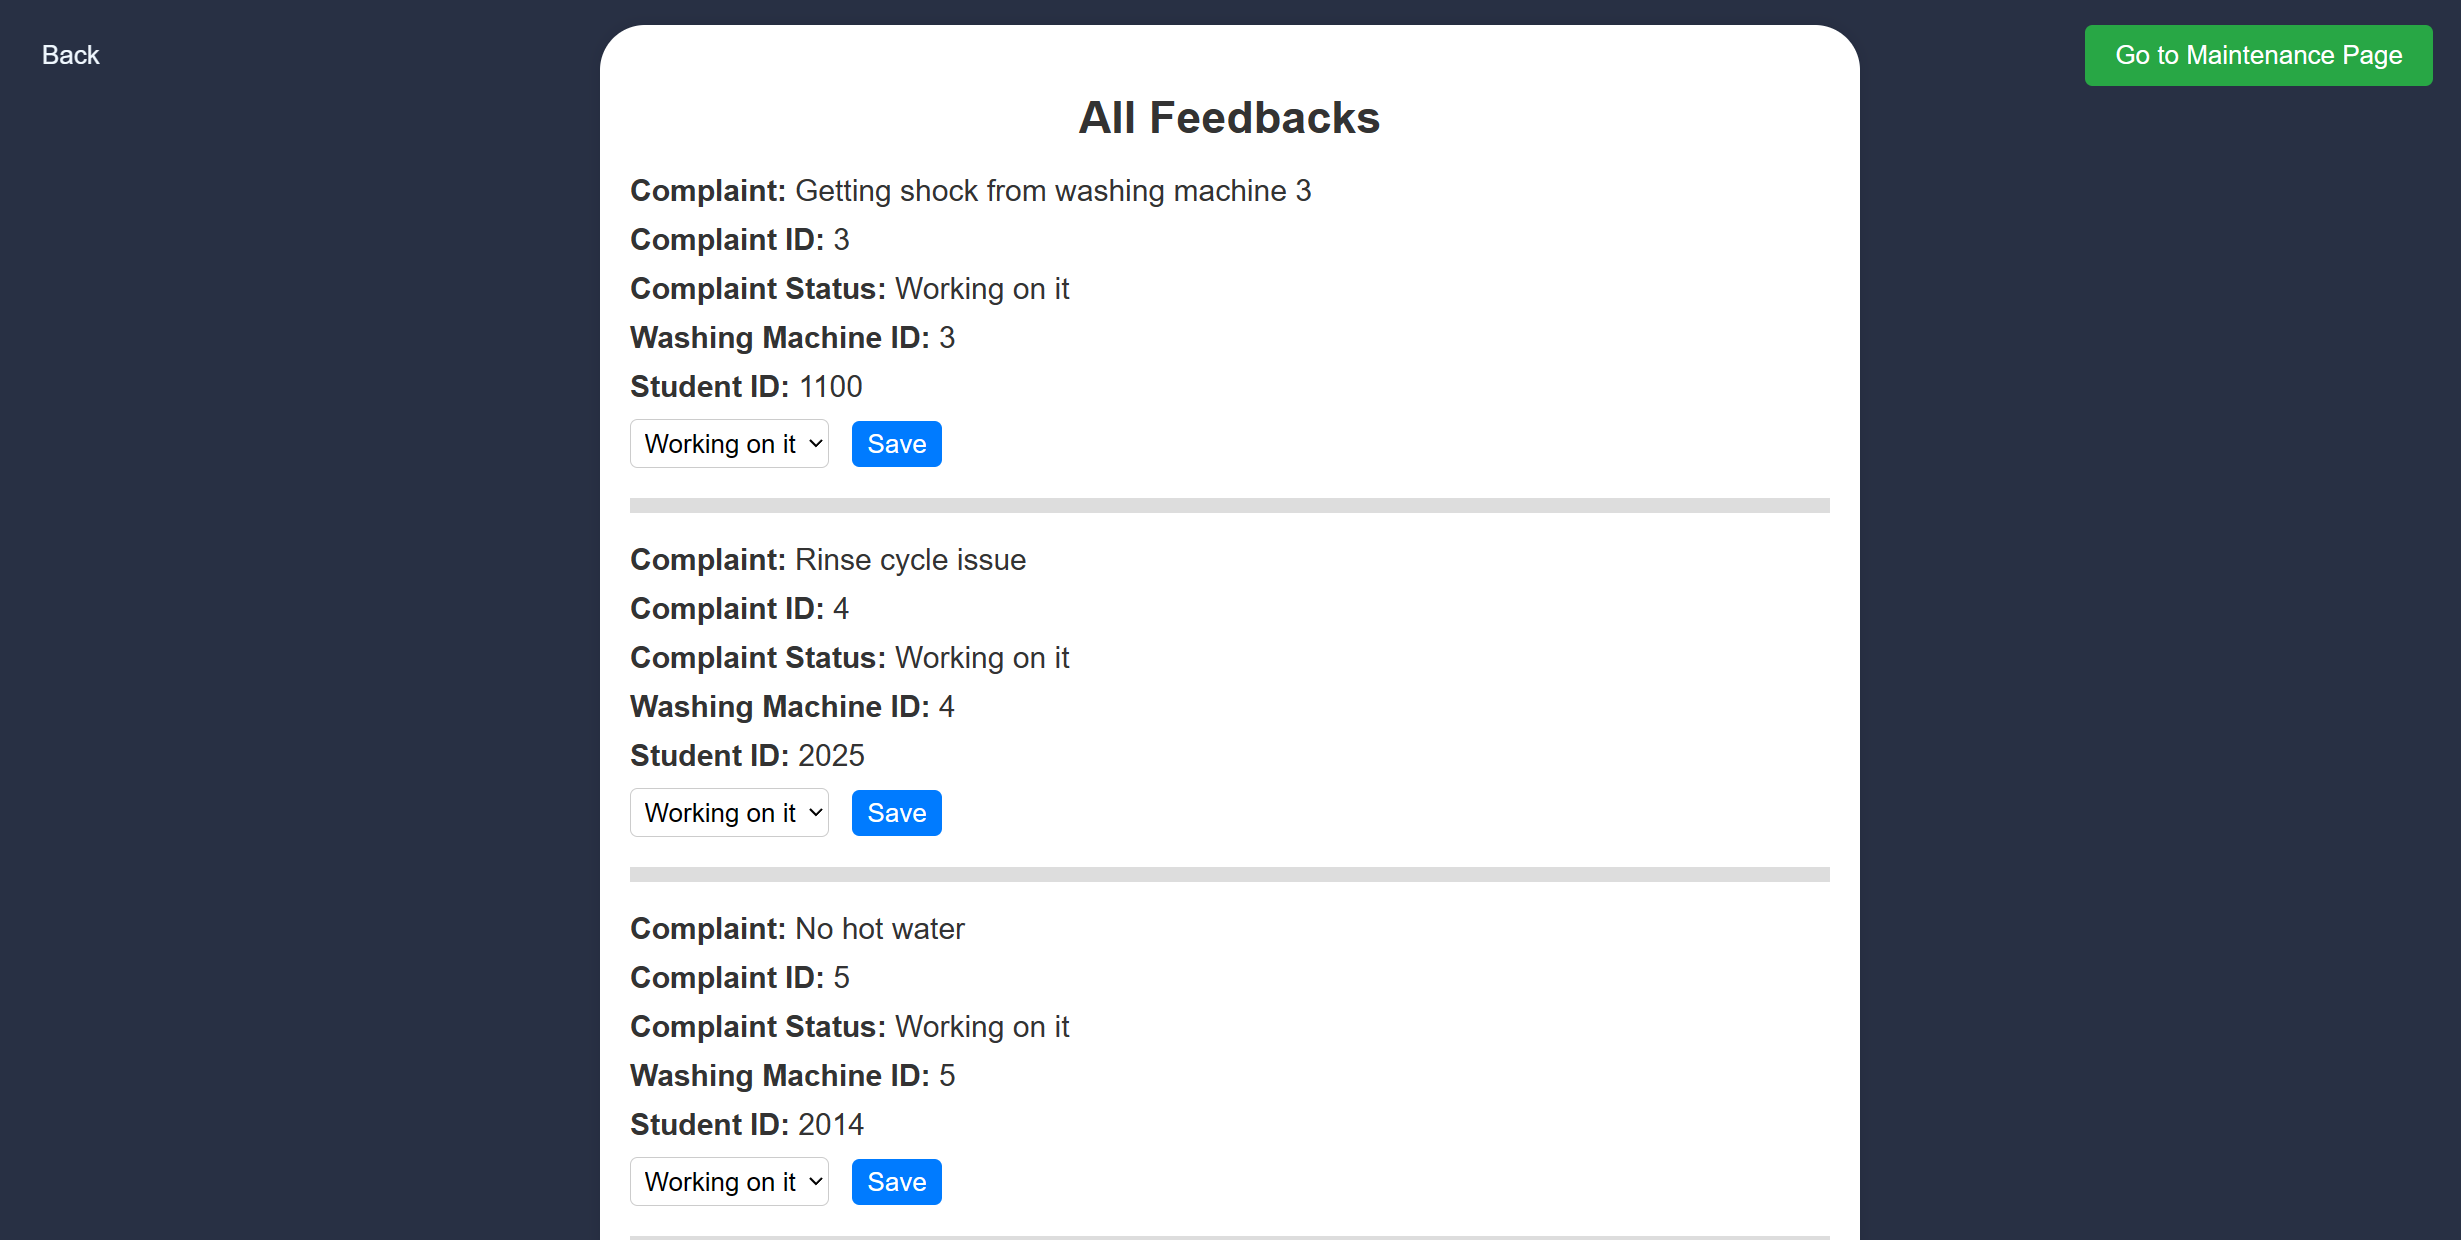 Back
Go to Maintenance Page
All Feedbacks
Complaint: Getting shock from washing machine 3
Complaint ID: 3
Complaint Status: Working on it
Washing Machine ID: 3
Student ID: 1100
Working on it Save
Complaint: Rinse cycle issue
Complaint ID: 4
Complaint Status: Working on it
Washing Machine ID: 4
Student ID: 2025
Working on it Save
Complaint: No hot water
Complaint ID: 5
Complaint Status: Working on it
Washing Machine ID: 5
Student ID: 2014
Working on it Save